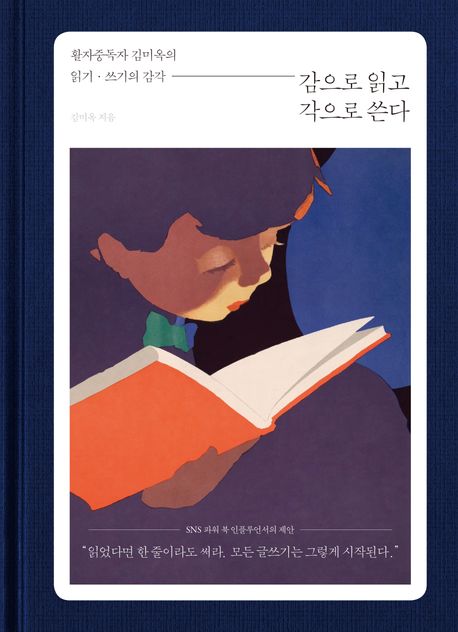 활자중독자 김미옥의
읽기 · 쓰기의 감각
감으로 읽고
각으로 쓴다
김미옥 지음
SNS 파워 북 인플루언서의 제안
“읽었다면 한 줄이라도 써라. 모든 글쓰기는 그렇게 시작된다.”